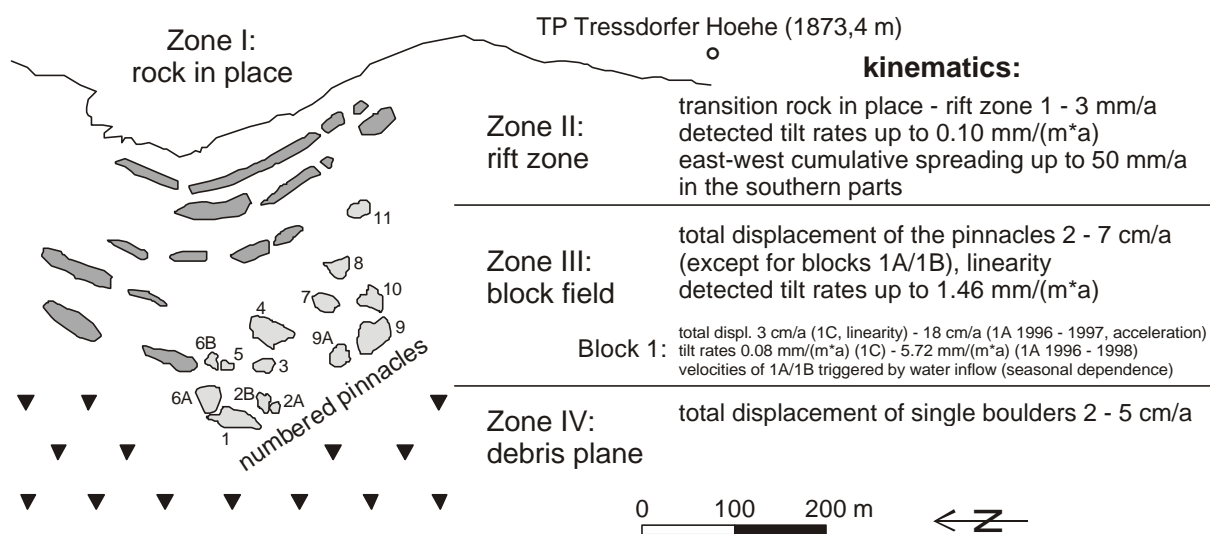 TP Tressdorfer Hoehe (1873,4 m)
Zone I:
rock in place
kinematics:
Zone II:
rift zone
transition rock in place - rift zone 1 - 3 mm/a
detected tilt rates up to 0.10 mm/(m*a)
east-west cumulative spreading up to 50 mm/a
in the southern parts
Zone III:
block field
total displacement of the pinnacles 2 - 7 cm/a
(except for blocks 1A/1B), linearity
detected tilt rates up to 1.46 mm/(m*a)
Block 1:
total displ. 3 cm/a (1C, linearity) - 18 cm/a (1A 1996 - 1997, acceleration)
tilt rates 0.08 mm/(m*a) (1C) - 5.72 mm/(m*a) (1A 1996 - 1998)
velocities of 1A/1B triggered by water inflow (seasonal dependence)
Zone IV:
debris plane
total displacement of single boulders 2 - 5 cm/a
11
8
7
10
4
9
9A
6B
5
3
6A
2B
2A
1
numbered pinnacles
0 100 200 m
N